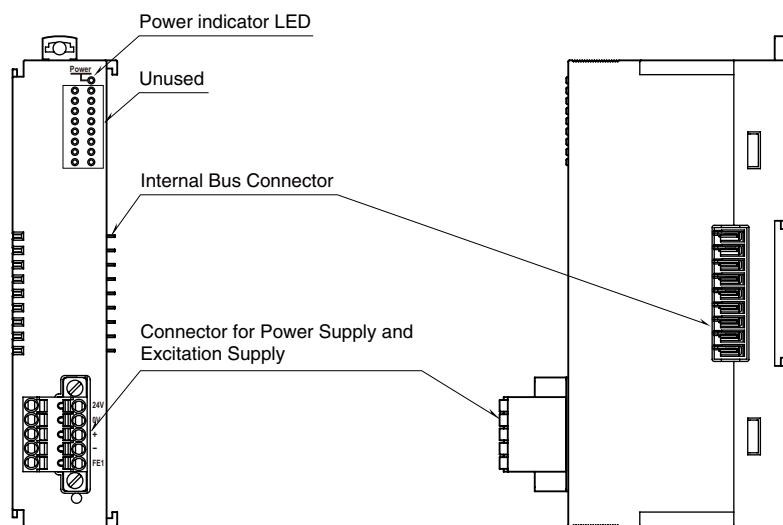 Power indicator LED
Power
Unused
Internal Bus Connector
Connector for Power Supply and
Excitation Supply
24V
0V
+
−
FE1